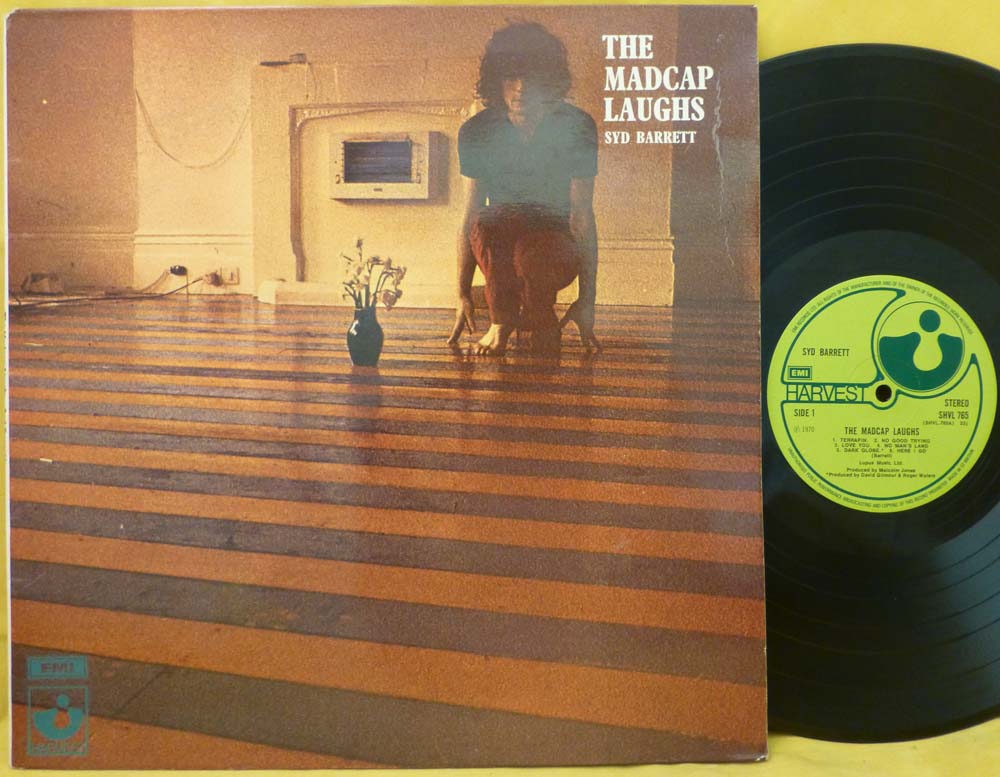 THE
MADCAP
LAUGHS
SYD BARRETT
EMI
HARVEST
SYD BARRETT
EMI
HARVEST
SIDE 1
STEREO
SHVL 765
℗ 1970
THE MADCAP LAUGHS
1. TERRAPIN. 2. NO GOOD TRYING
3. LOVE YOU. 4. NO MAN'S LAND
5. DARK GLOBE.* 6. HERE I GO
(Barrett)
Lupus Music. Ltd.
Produced by Malcolm Jones
*Produced by David Gilmour & Roger Waters